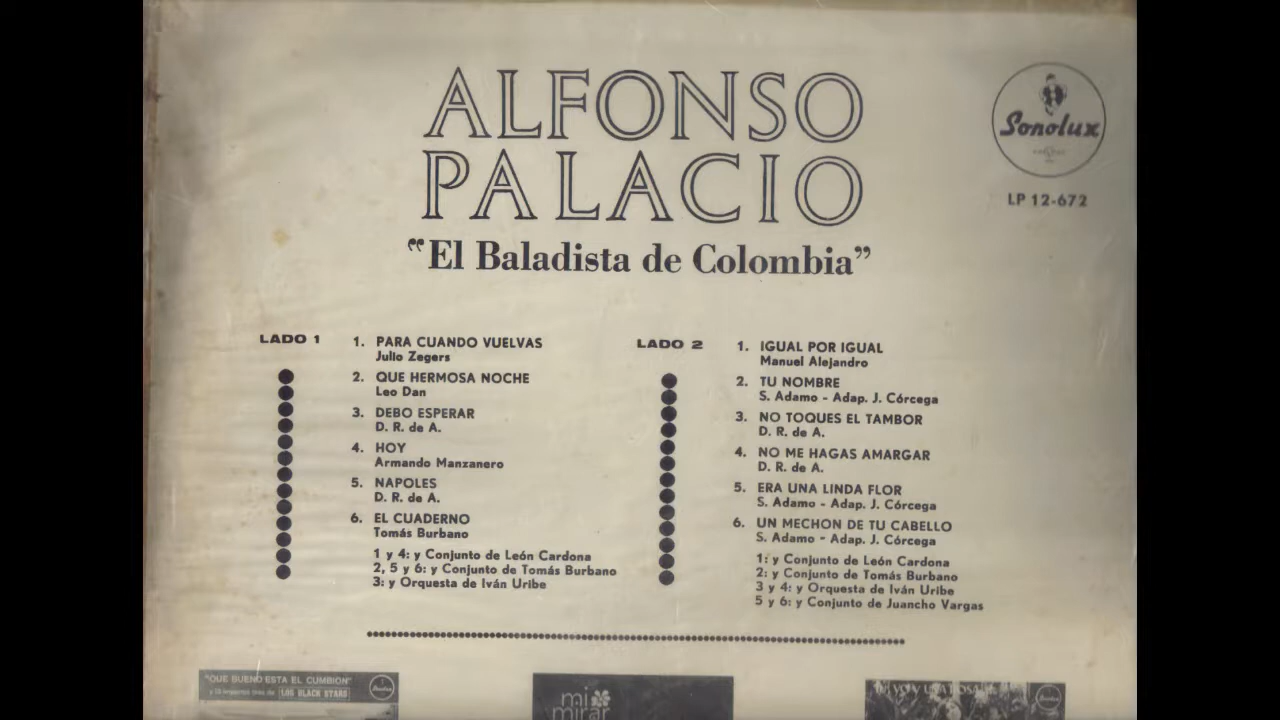 ALFONSO
PALACIO
"El Baladista de Colombia"
Sonolux
LP 12-672
LADO 1
1. PARA CUANDO VUELVAS
Julio Zegers
2. QUE HERMOSA NOCHE
Leo Dan
3. DEBO ESPERAR
D. R. de A.
4. HOY
Armando Manzanero
5. NAPOLES
D. R. de A.
6. EL CUADERNO
Tomás Burbano
1 y 4: y Conjunto de León Cardona
2, 5 y 6: y Conjunto de Tomás Burbano
3: y Orquesta de Iván Uribe
LADO 2
1. IGUAL POR IGUAL
Manuel Alejandro
2. TU NOMBRE
S. Adamo - Adap. J. Córcega
3. NO TOQUES EL TAMBOR
D. R. de A.
4. NO ME HAGAS AMARGAR
D. R. de A.
5. ERA UNA LINDA FLOR
S. Adamo - Adap. J. Córcega
6. UN MECHON DE TU CABELLO
S. Adamo - Adap. J. Córcega
1: y Conjunto de León Cardona
2: y Conjunto de Tomás Burbano
3 y 4: y Orquesta de Iván Uribe
5 y 6: y Conjunto de Juancho Vargas
"QUE BUENO ESTA EL CUMBION"
LOS BLACK STARS
mi
mirar